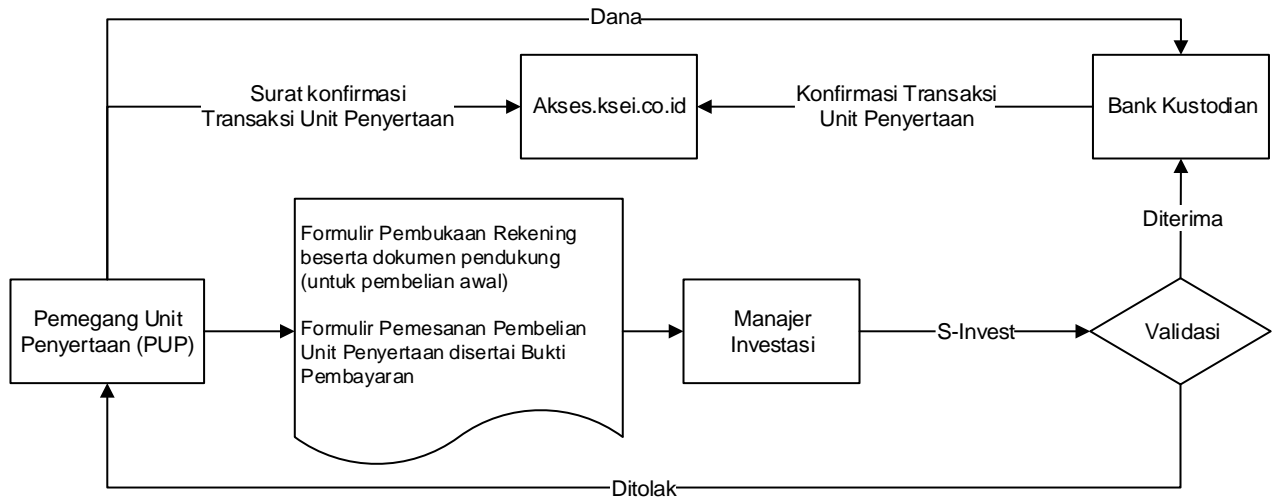 Dana
Surat konfirmasi
Transaksi Unit Penyertaan
Akses.ksei.co.id
Konfirmasi Transaksi
Unit Penyertaan
Bank Kustodian
Diterima
Formulir Pembukaan Rekening
beserta dokumen pendukung
(untuk pembelian awal)
Formulir Pemesanan Pembelian
Unit Penyertaan disertai Bukti
Pembayaran
Pemegang Unit
Penyertaan (PUP)
Manajer
Investasi
S-Invest
Validasi
Ditolak